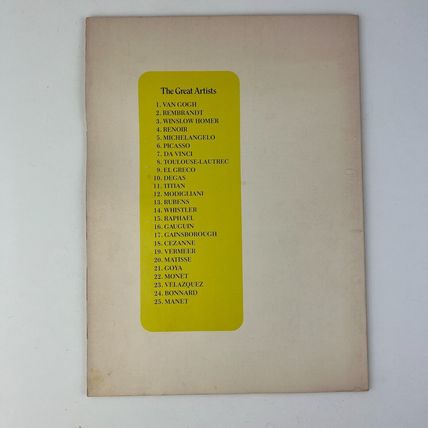 The Great Artists
1. VAN GOGH
2. REMBRANDT
3. WINSLOW HOMER
4. RENOIR
5. MICHELANGELO
6. PICASSO
7. DA VINCI
8. TOULOUSE-LAUTREC
9. EL GRECO
10. DEGAS
11. TITIAN
12. MODIGLIANI
13. RUBENS
14. WHISTLER
15. RAPHAEL
16. GAUGUIN
17. GAINSBOROUGH
18. CEZANNE
19. VERMEER
20. MATISSE
21. GOYA
22. MONET
23. VELAZQUEZ
24. BONNARD
25. MANET